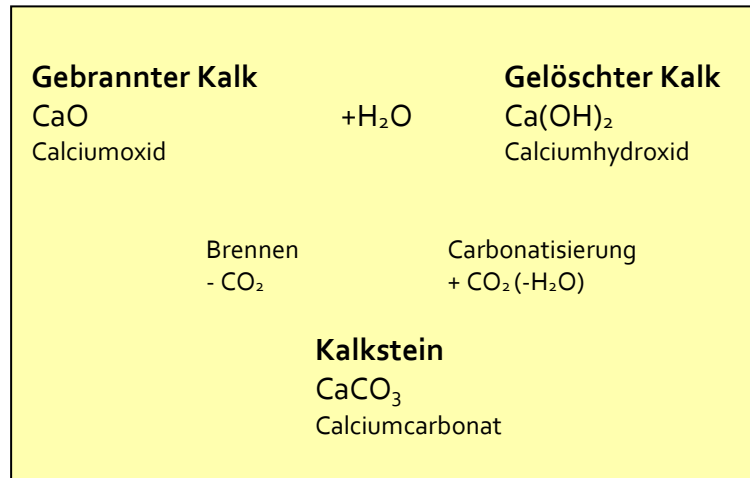 Gebrannter Kalk Gelöschter Kalk
CaO +H₂O Ca(OH)₂
Calciumoxid Calciumhydroxid
Brennen Carbonatisierung
- CO₂ + CO₂ (-H₂O)
Kalkstein
CaCO₃
Calciumcarbonat